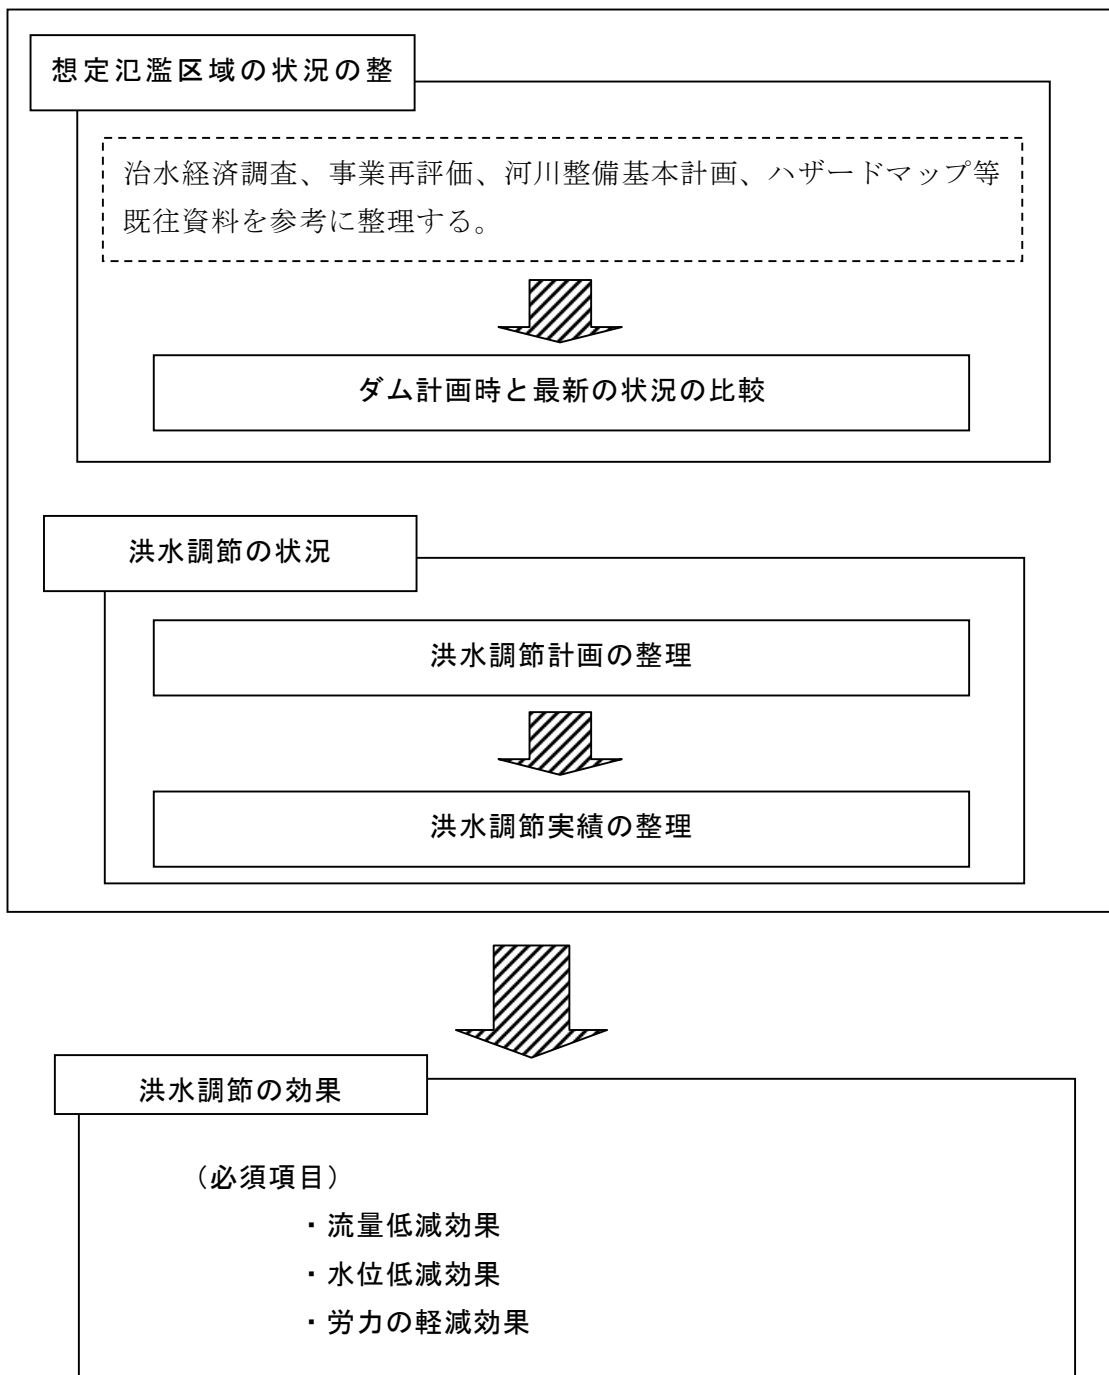 想定氾濫区域の状況の整
治水経済調査、事業再評価、河川整備基本計画、ハザードマップ等
既往資料を参考に整理する。
ダム計画時と最新の状況の比較
洪水調節の状況
洪水調節計画の整理
洪水調節実績の整理
洪水調節の効果
（必須項目）
・流量低減効果
・水位低減効果
・労力の軽減効果